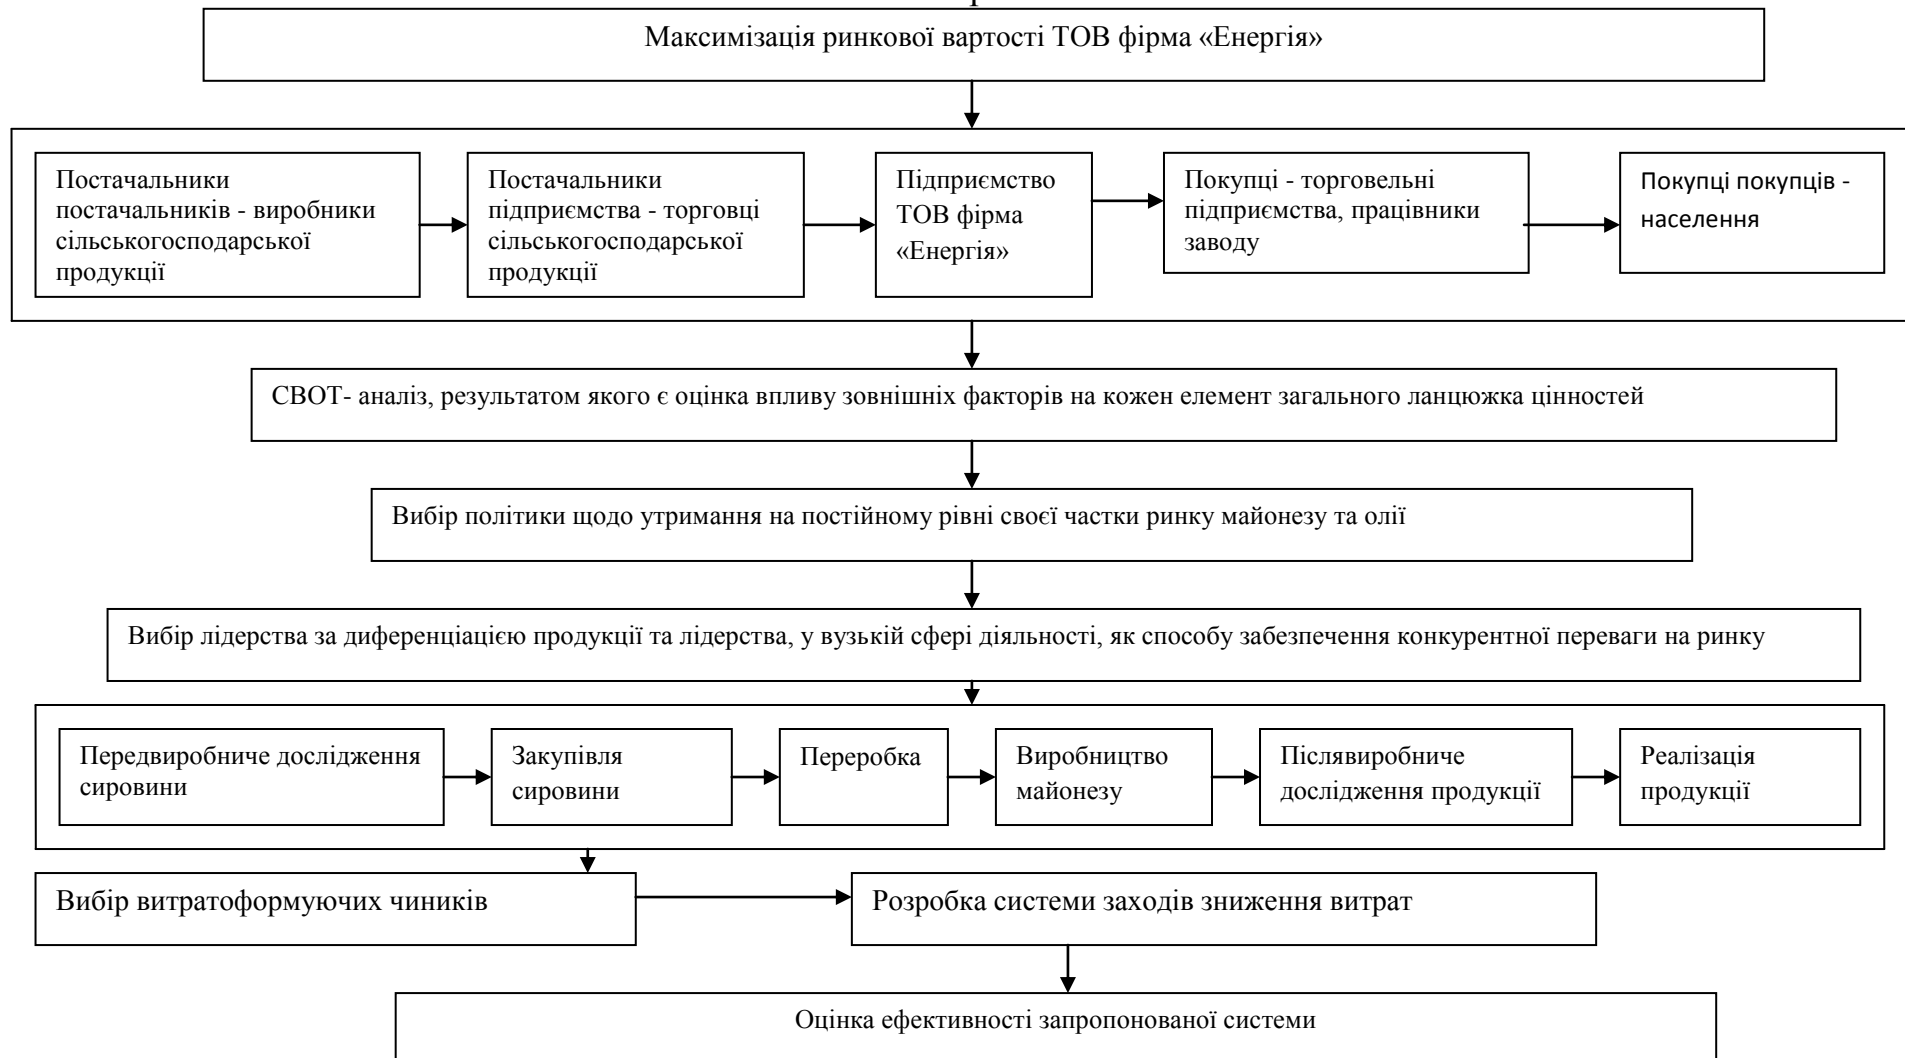 Максимізація ринкової вартості ТОВ фірма «Енергія»
Постачальники
постачальників - виробники
сільськогосподарської
продукції
Постачальники
підприємства - торговці
сільськогосподарської
продукції
Підприємство
ТОВ фірма
«Енергія»
Покупці - торговельні
підприємства, працівники
заводу
Покупці покупців -
населення
СВОТ- аналіз, результатом якого є оцінка впливу зовнішніх факторів на кожен елемент загального ланцюжка цінностей
Вибір політики щодо утримання на постійному рівні своєї частки ринку майонезу та олії
Вибір лідерства за диференціацією продукції та лідерства, у вузькій сфері діяльності, як способу забезпечення конкурентної переваги на ринку
Передвиробниче дослідження
сировини
Закупівля
сировини
Переробка
Виробництво
майонезу
Післявиробниче
дослідження продукції
Реалізація
продукції
Вибір витратоформуючих чиників
Розробка системи заходів зниження витрат
Оцінка ефективності запропонованої системи